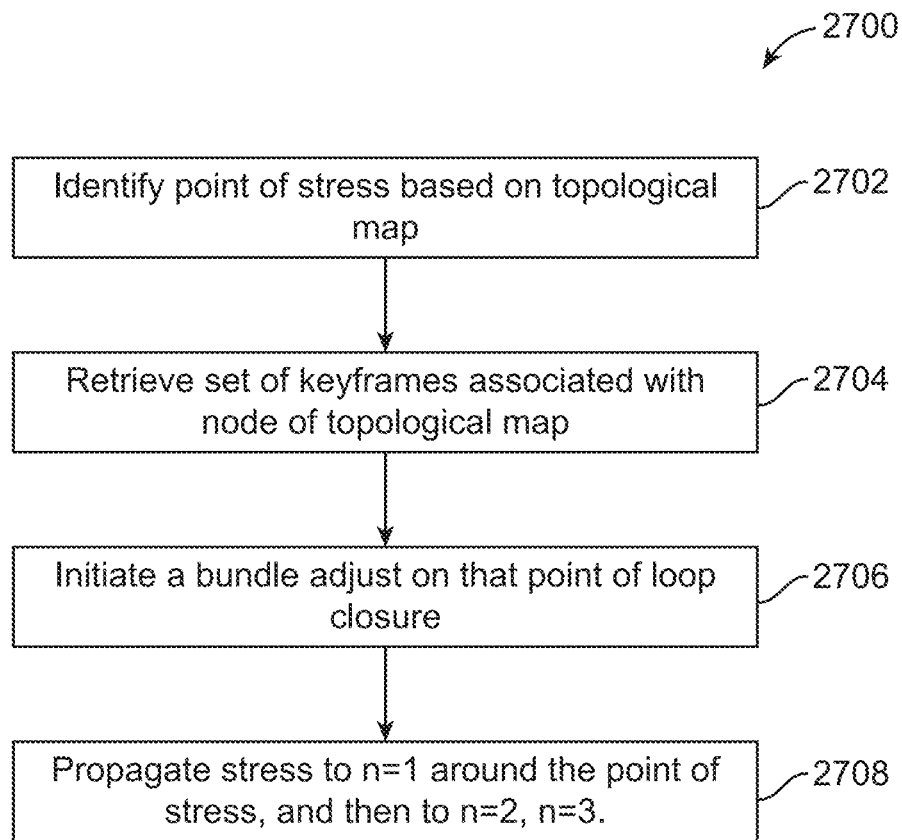 2700
Identify point of stress based on topological
map
2702
Retrieve set of keyframes associated with
node of topological map
2704
Initiate a bundle adjust on that point of loop
closure
2706
Propagate stress to n=1 around the point of
stress, and then to n=2, n=3.
2708